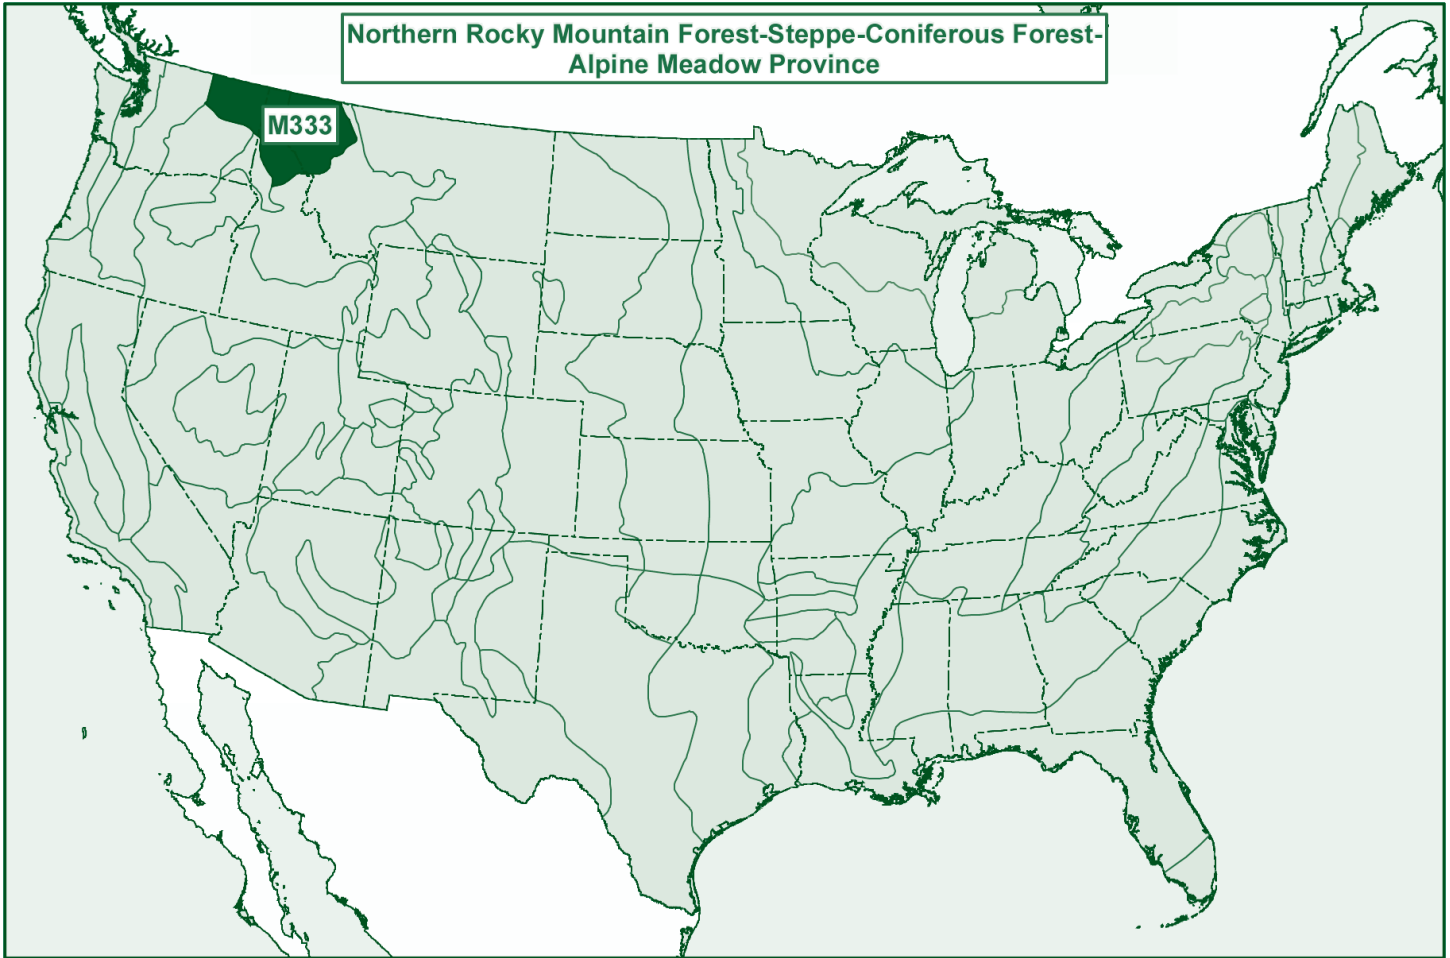 Northern Rocky Mountain Forest-Steppe-Coniferous Forest-
Alpine Meadow Province
M333